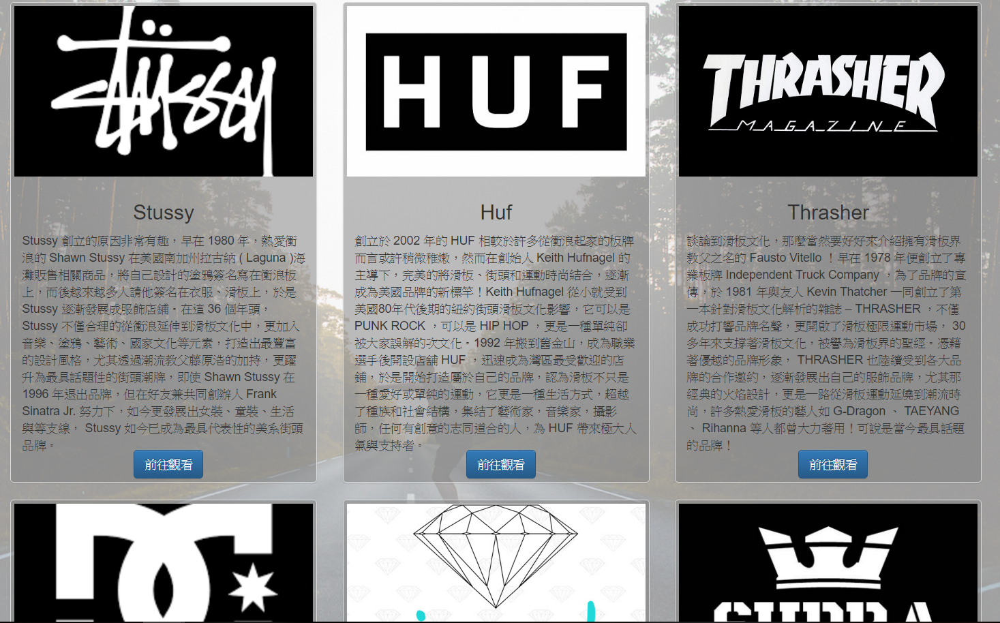 Stüssy
HUF
THRASHER
MAGAZINE
Stussy
Stussy 創立的原因非常有趣，早在 1980 年，熱愛衝
浪的 Shawn Stussy 在美國南加州拉古納 ( Laguna )海
灘販售相關商品，將自己設計的塗鴉簽名寫在衝浪板
上，而後越來越多人請他簽名在衣服、滑板上，於是
Stussy 逐漸發展成服飾店鋪。在這 36 個年頭，
Stussy 不僅合理的從衝浪延伸到滑板文化中，更加入
音樂、塗鴉、藝術、國家文化等元素，打造出最豐富
的設計風格，尤其透過潮流教父藤原浩的加持，更躍
升為最具話題性的街頭潮牌，即使 Shawn Stussy 在
1996 年退出品牌，但在好友兼共同創辦人 Frank
Sinatra Jr. 努力下，如今更發展出女裝、童裝、生活
與等支線， Stussy 如今已成為最具代表性的美系街頭
品牌。
前往觀看
Huf
創立於 2002 年的 HUF 相較於許多從衝浪起家的板牌
而言或許稍微稚嫩，然而在創始人 Keith Hufnagel 的
主導下，完美的將滑板、街頭和運動時尚結合，逐漸
成為美國品牌的新標竿！Keith Hufnagel 從小就受到
美國80年代後期的紐約街頭滑板文化影響，它可以是
PUNK ROCK ，可以是 HIP HOP ，更是一種單純卻
被大家誤解的次文化。1992 年搬到舊金山，成為職業
選手後開設店舖 HUF ， 迅速成為灣區最受歡迎的店
鋪，於是開始打造屬於自己的品牌，認為滑板不只是
一種愛好或單純的運動，它更是一種生活方式，超越
了種族和社會結構，集結了藝術家，音樂家，攝影
師，任何有創意的志同道合的人，為 HUF 帶來極大人
氣與支持者。
前往觀看
Thrasher
談論到滑板文化，那麼當然要好好來介紹擁有滑板界
教父之名的 Fausto Vitello ！早在 1978 年便創立了專
業板牌 Independent Truck Company ，為了品牌的宣
傳，於 1981 年與友人 Kevin Thatcher 一同創立了第
一本針對滑板文化解析的雜誌 – THRASHER ，不僅
成功打響品牌名聲，更開啟了滑板極限運動市場， 30
多年來支撐著滑板文化，被譽為滑板界的聖經。憑藉
著優越的品牌形象， THRASHER 也陸續受到各大品
牌的合作邀約，逐漸發展出自己的服飾品牌，尤其那
經典的火焰設計，更是一路從滑板運動延燒到潮流時
尚，許多熱愛滑板的藝人如 G-Dragon 、 TAEYANG
、 Rihanna 等人都曾大力著用！可說是當今最具話題
的品牌！
前往觀看
DC
SUPRA